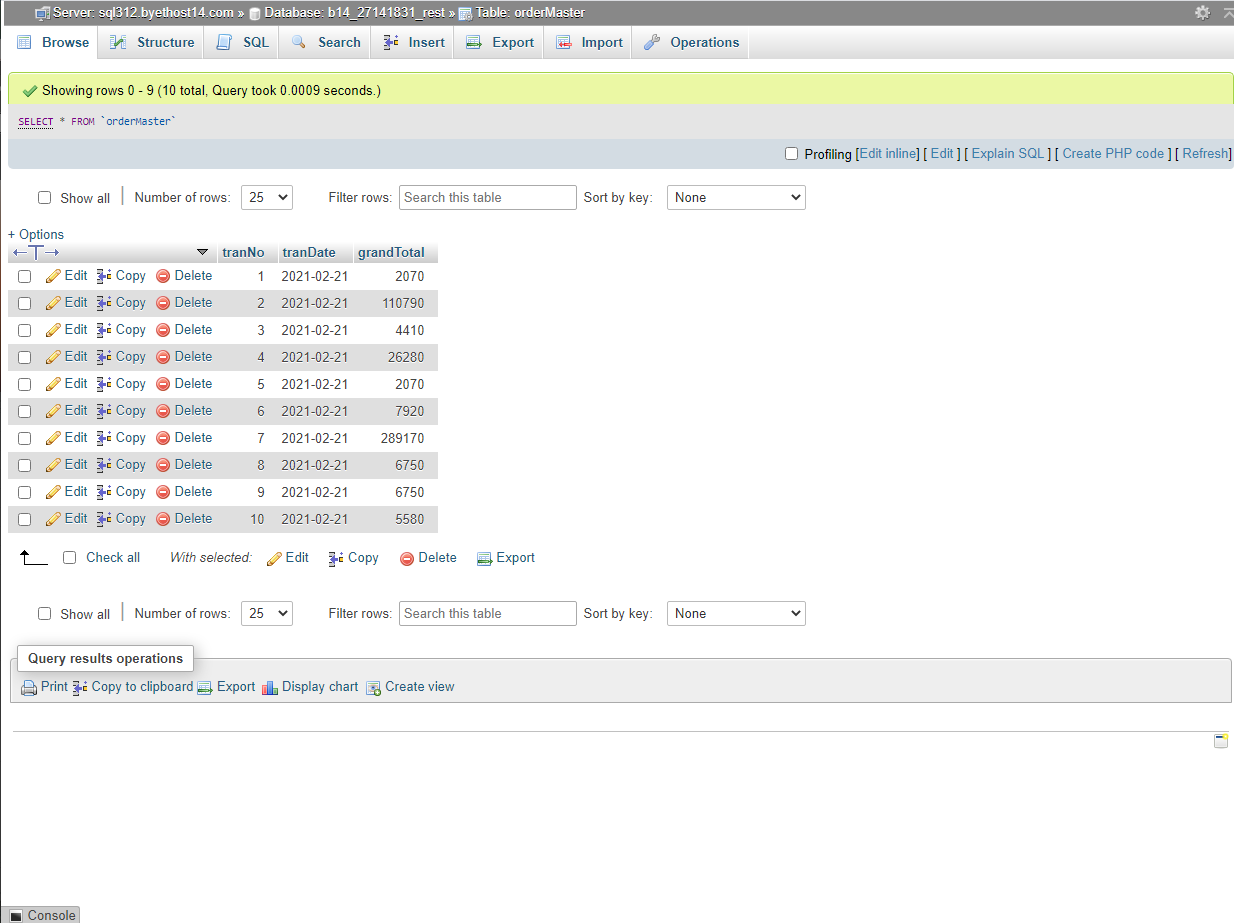 Server: sql312.byethost14.com » Database: b14_27141831_rest » Table: orderMaster
Browse Structure SQL Search Insert Export Import Operations
Showing rows 0 - 9 (10 total, Query took 0.0009 seconds.)
SELECT * FROM `orderMaster`
Profiling [Edit inline] [ Edit ] [ Explain SQL ] [ Create PHP code ] [ Refresh]
Show all Number of rows: 25 Filter rows: Search this table Sort by key: None
+ Options
←T→ tranNo tranDate grandTotal
Edit Copy Delete 1 2021-02-21 2070
Edit Copy Delete 2 2021-02-21 110790
Edit Copy Delete 3 2021-02-21 4410
Edit Copy Delete 4 2021-02-21 26280
Edit Copy Delete 5 2021-02-21 2070
Edit Copy Delete 6 2021-02-21 7920
Edit Copy Delete 7 2021-02-21 289170
Edit Copy Delete 8 2021-02-21 6750
Edit Copy Delete 9 2021-02-21 6750
Edit Copy Delete 10 2021-02-21 5580
Check all With selected: Edit Copy Delete Export
Show all Number of rows: 25 Filter rows: Search this table Sort by key: None
Query results operations
Print Copy to clipboard Export Display chart Create view
Console